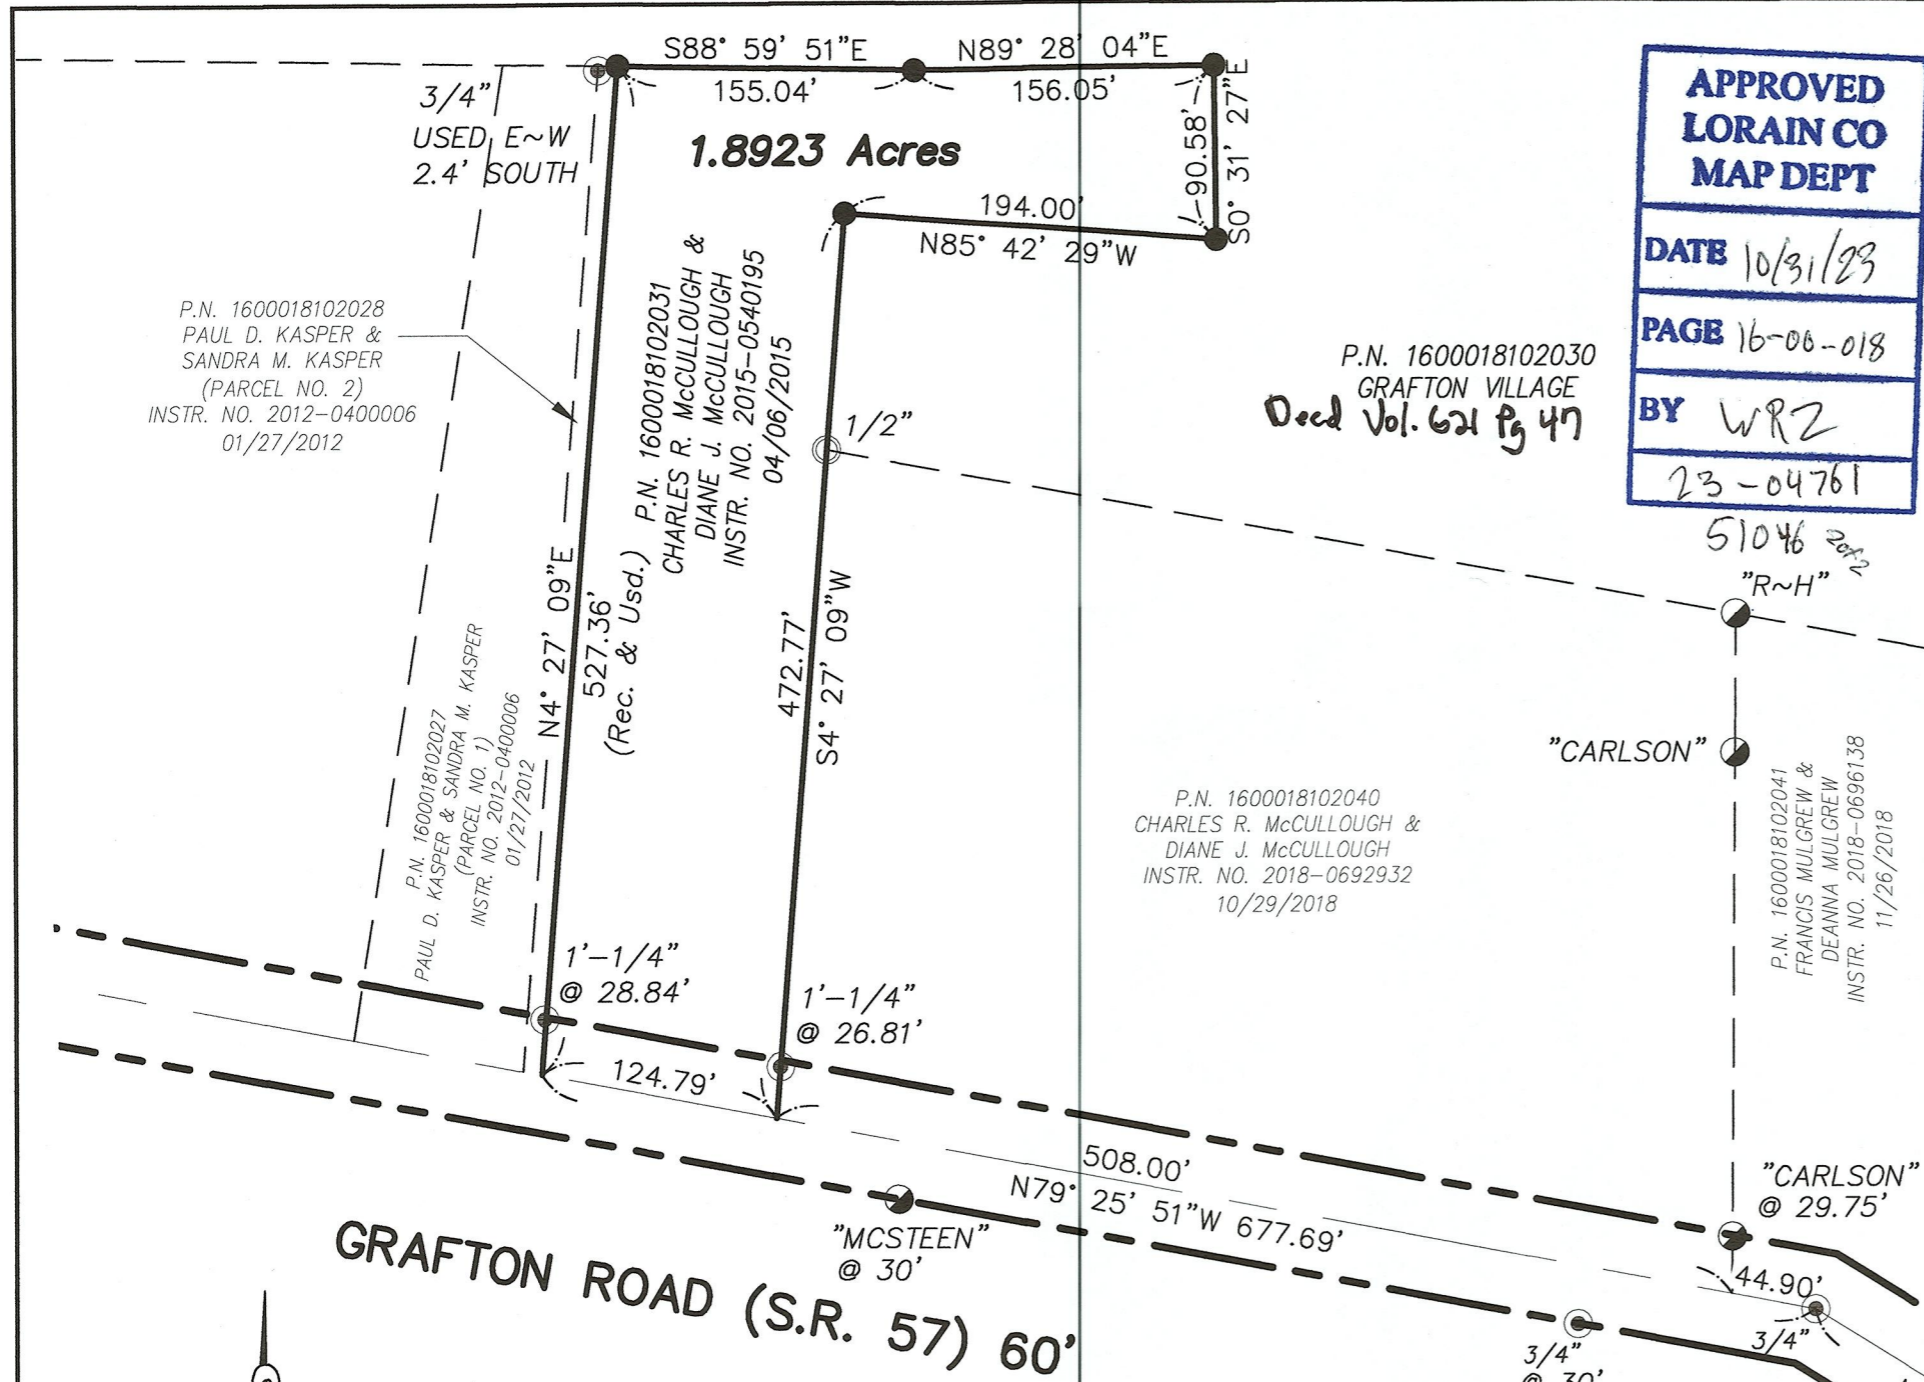 S88° 59' 51"E
155.04'
N89° 28' 04"E
156.05'
S0° 31' 27"E
90.58'
3/4"
USED E~W
2.4' SOUTH
1.8923 Acres
194.00'
N85° 42' 29"W
APPROVED
LORAIN CO
MAP DEPT
DATE 10/31/23
PAGE 16-00-018
BY WRZ
23-04761
51046 2of2
P.N. 1600018102028
PAUL D. KASPER &
SANDRA M. KASPER
(PARCEL NO. 2)
INSTR. NO. 2012-0400006
01/27/2012
P.N. 1600018102031
CHARLES R. McCULLOUGH &
DIANE J. McCULLOUGH
INSTR. NO. 2015-0540195
04/06/2015
P.N. 1600018102030
GRAFTON VILLAGE
Deed Vol. 621 Pg 47
1/2"
N4° 27' 09"E
527.36'
(Rec. & Usd.)
472.77'
S4° 27' 09"W
"R~H"
"CARLSON"
P.N. 1600018102027
PAUL D. KASPER & SANDRA M. KASPER
(PARCEL NO. 1)
INSTR. NO. 2012-0400006
01/27/2012
P.N. 1600018102040
CHARLES R. McCULLOUGH &
DIANE J. McCULLOUGH
INSTR. NO. 2018-0692932
10/29/2018
P.N. 1600018102041
FRANCIS MULGREW &
DEANNA MULGREW
INSTR. NO. 2018-0696138
11/26/2018
1'-1/4"
@ 28.84'
1'-1/4"
@ 26.81'
124.79'
508.00'
N79° 25' 51"W 677.69'
"CARLSON"
@ 29.75'
"MCSTEEN"
@ 30'
44.90'
3/4"
3/4"
@ 30'
GRAFTON ROAD (S.R. 57) 60'